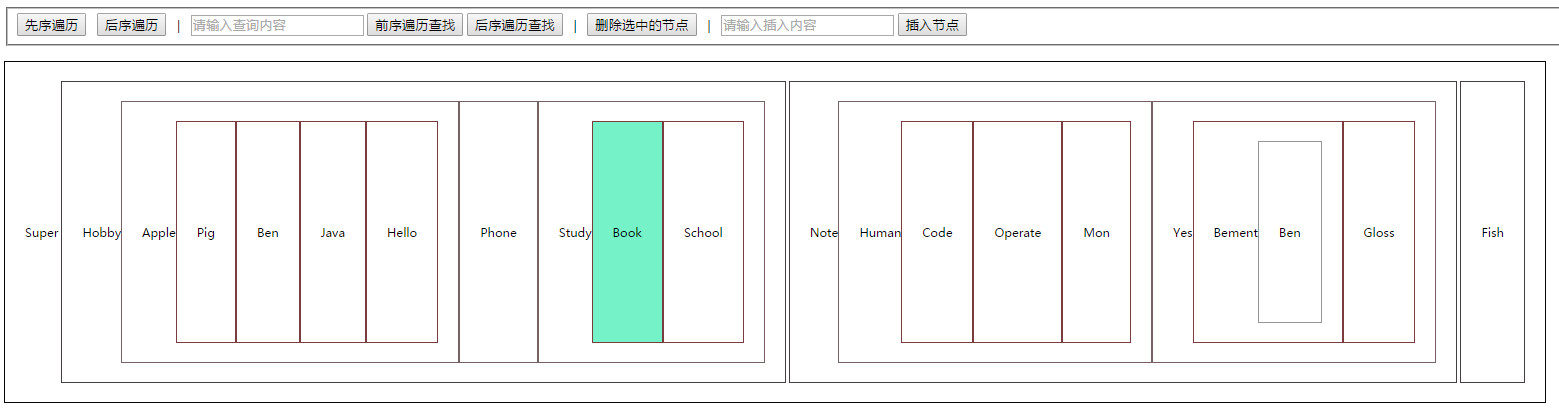 先序遍历 后序遍历 | 请输入查询内容 前序遍历查找 后序遍历查找 | 删除选中的节点 | 请输入插入内容 插入节点
Super Hobby Apple Pig Ben Java Hello Phone Study Book School Note Human Code Operate Mon Yes Bement Ben Gloss Fish